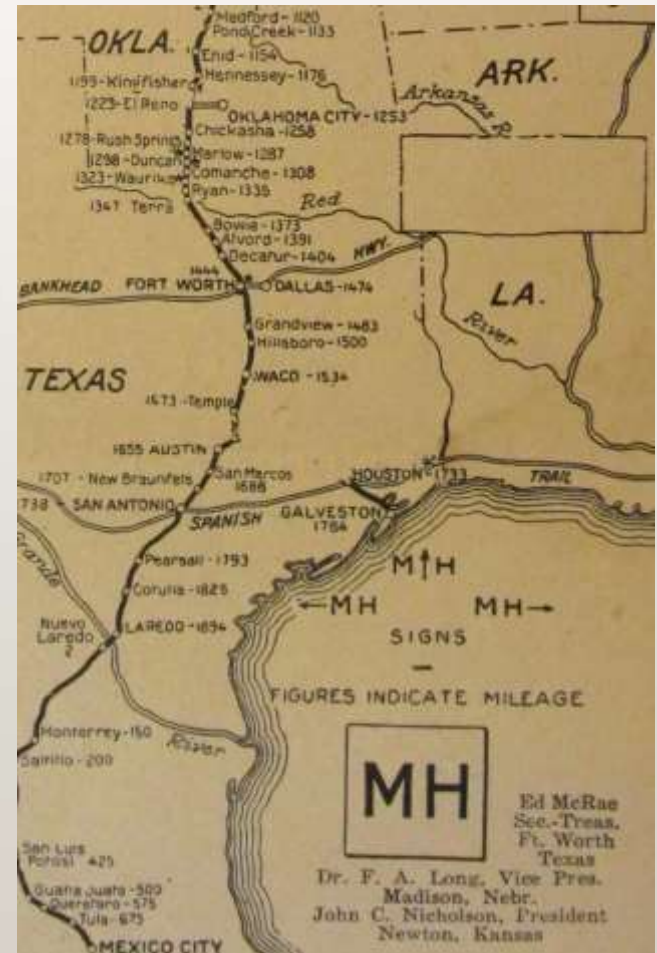 OKLA.
Medford-1120
Pond Creek-1133
Enid-1154
1199-Kingfisher
Hennessey-1176
1223-El Reno
OKLAHOMA CITY-1253
Chickasha-1258
1278-Rush Springs
Marlow-1287
1298-Duncan
Comanche-1308
1323-Waurika
Ryan-1335
1347 Terra
ARK.
Arkansas R.
Red
Bowie-1373
Alvord-1391
Decatur-1404
HWY.
1444
BANKHEAD
FORT WORTH
DALLAS-1474
LA.
River
Grandview-1483
Hillsboro-1500
TEXAS
WACO-1534
1673-Temple
1655 AUSTIN
San Marcos
1686
1707-New Braunfels
HOUSTON-1733
TRAIL
738-SAN ANTONIO
SPANISH
GALVESTON
1784
Grande
Pearsall-1793
Cotulla-1825
Nuevo
Laredo
LAREDO-1894
M↑H
←MH
MH→
SIGNS
FIGURES INDICATE MILEAGE
Monterrey-150
River
Saltillo-200
MH
Ed McRae
Sec.-Treas.
Ft. Worth
Texas
San Luis
Potosi 425
Guana Juato-500
Queretaro-575
Tula-675
MEXICO CITY
Dr. F. A. Long, Vice Pres.
Madison, Nebr.
John C. Nicholson, President
Newton, Kansas